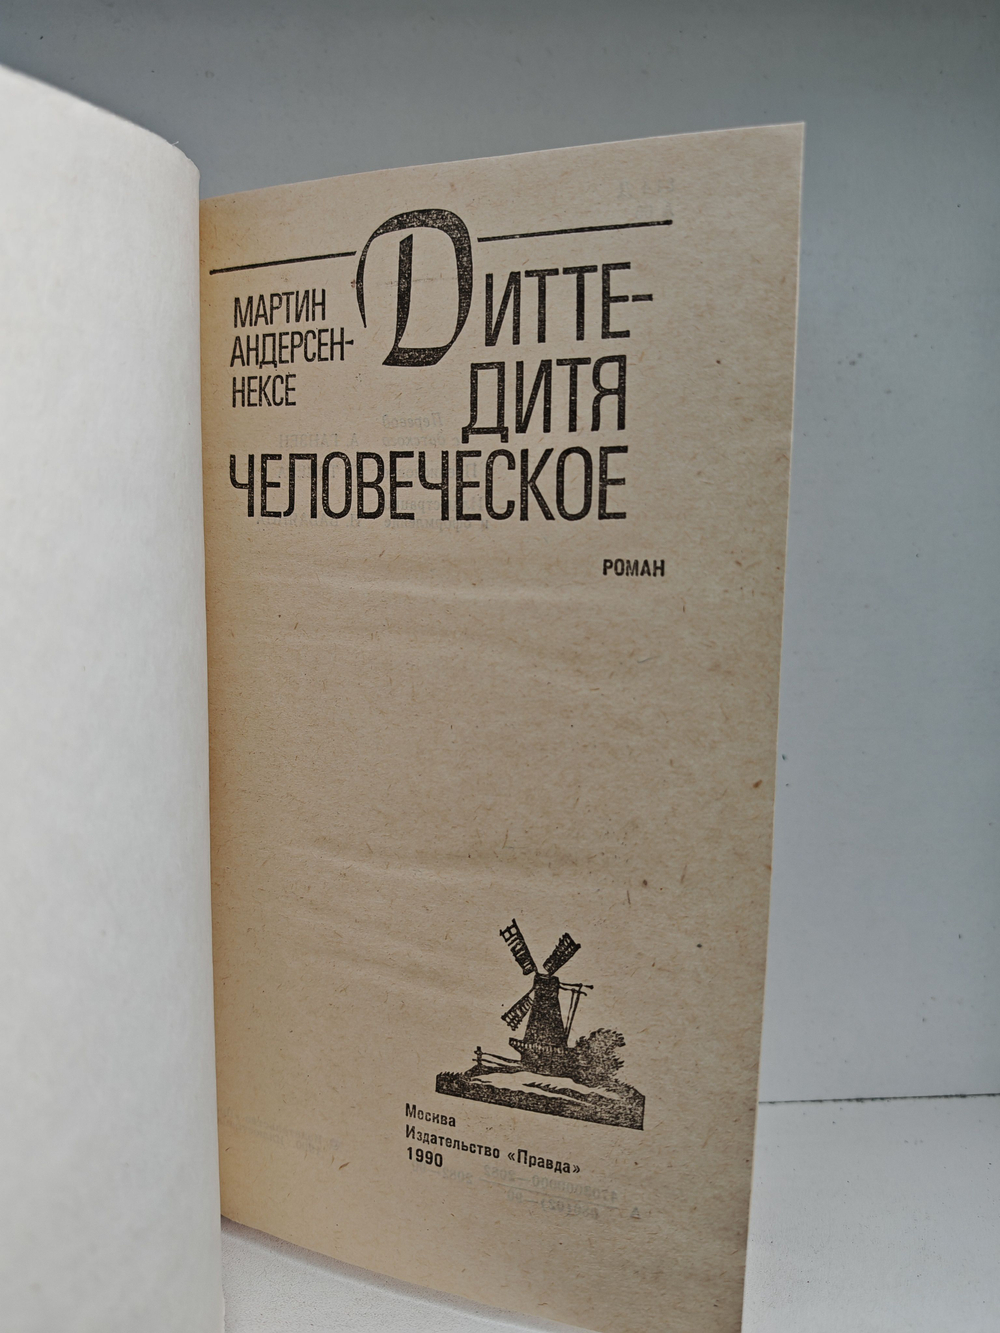 МАРТИН
АНДЕРСЕН-
НЕКСЕ
ДИТТЕ-
ДИТЯ
ЧЕЛОВЕЧЕСКОЕ
РОМАН
Москва
Издательство «Правда»
1990